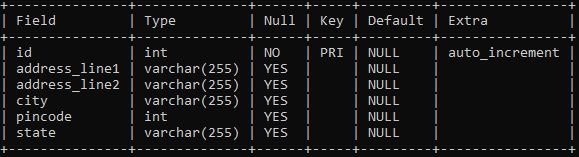 +---------------+--------------+------+-----+---------+----------------+
| Field         | Type         | Null | Key | Default | Extra          |
+---------------+--------------+------+-----+---------+----------------+
| id            | int          | NO   | PRI | NULL    | auto_increment |
| address_line1 | varchar(255) | YES  |     | NULL    |                |
| address_line2 | varchar(255) | YES  |     | NULL    |                |
| city          | varchar(255) | YES  |     | NULL    |                |
| pincode       | int          | YES  |     | NULL    |                |
| state         | varchar(255) | YES  |     | NULL    |                |
+---------------+--------------+------+-----+---------+----------------+